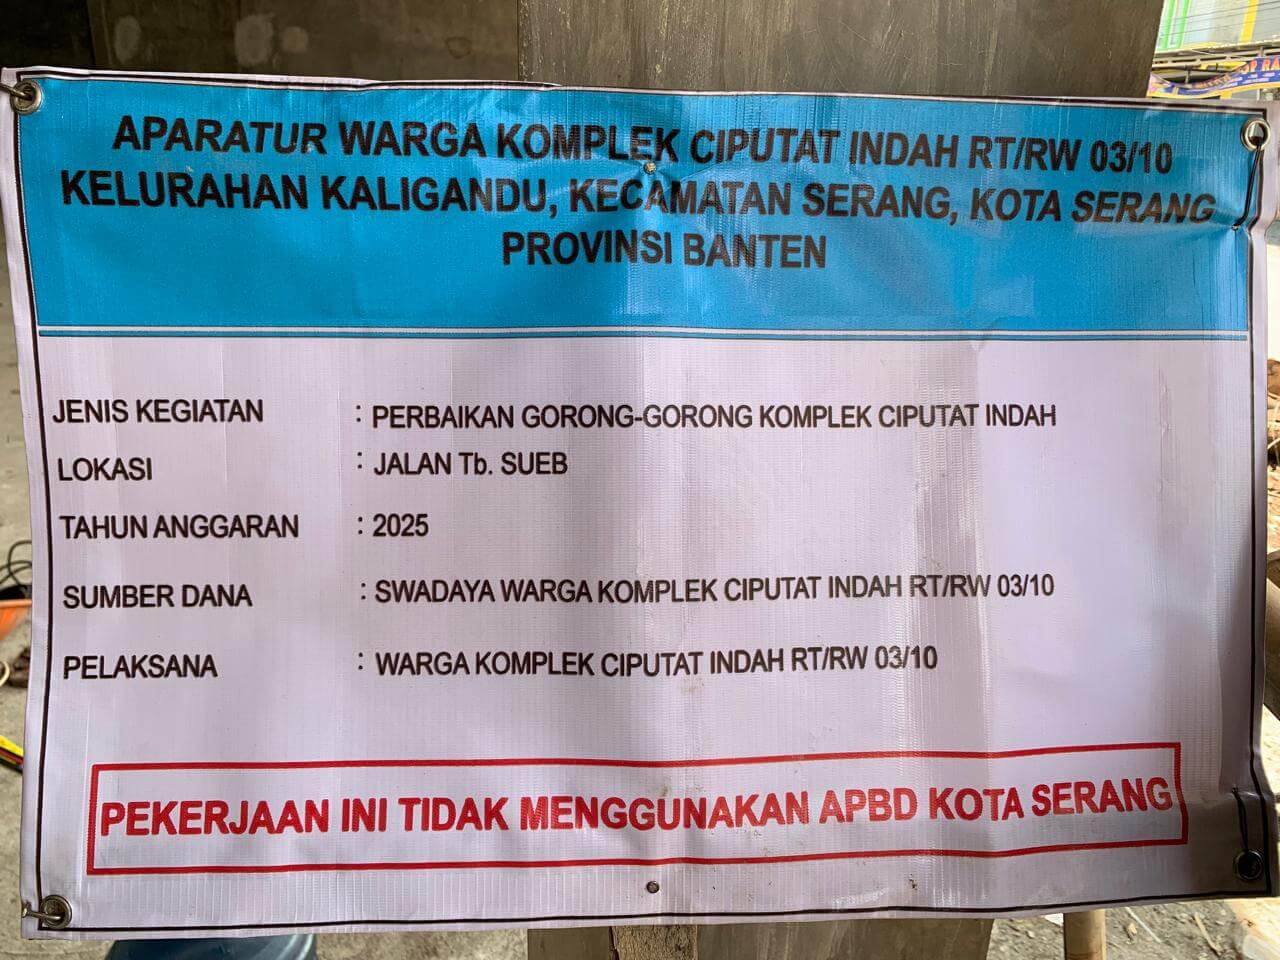 APARATUR WARGA KOMPLEK CIPUTAT INDAH RT/RW 03/10
KELURAHAN KALIGANDU, KECAMATAN SERANG, KOTA SERANG
PROVINSI BANTEN
JENIS KEGIATAN : PERBAIKAN GORONG-GORONG KOMPLEK CIPUTAT INDAH
LOKASI : JALAN Tb. SUEB
TAHUN ANGGARAN : 2025
SUMBER DANA : SWADAYA WARGA KOMPLEK CIPUTAT INDAH RT/RW 03/10
PELAKSANA : WARGA KOMPLEK CIPUTAT INDAH RT/RW 03/10
PEKERJAAN INI TIDAK MENGGUNAKAN APBD KOTA SERANG